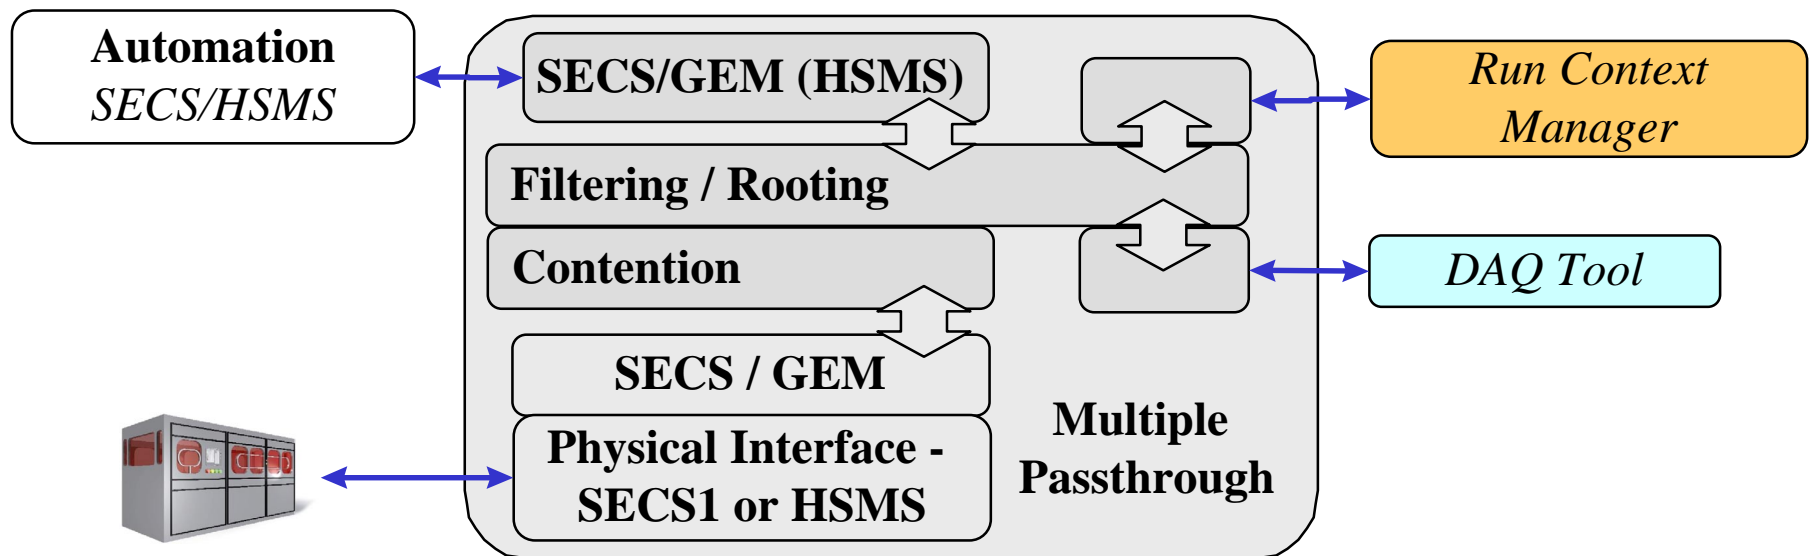 Automation
SECS/HSMS
SECS/GEM (HSMS)
Run Context
Manager
Filtering / Rooting
Contention
DAQ Tool
SECS / GEM
Physical Interface -
SECS1 or HSMS
Multiple
Passthrough